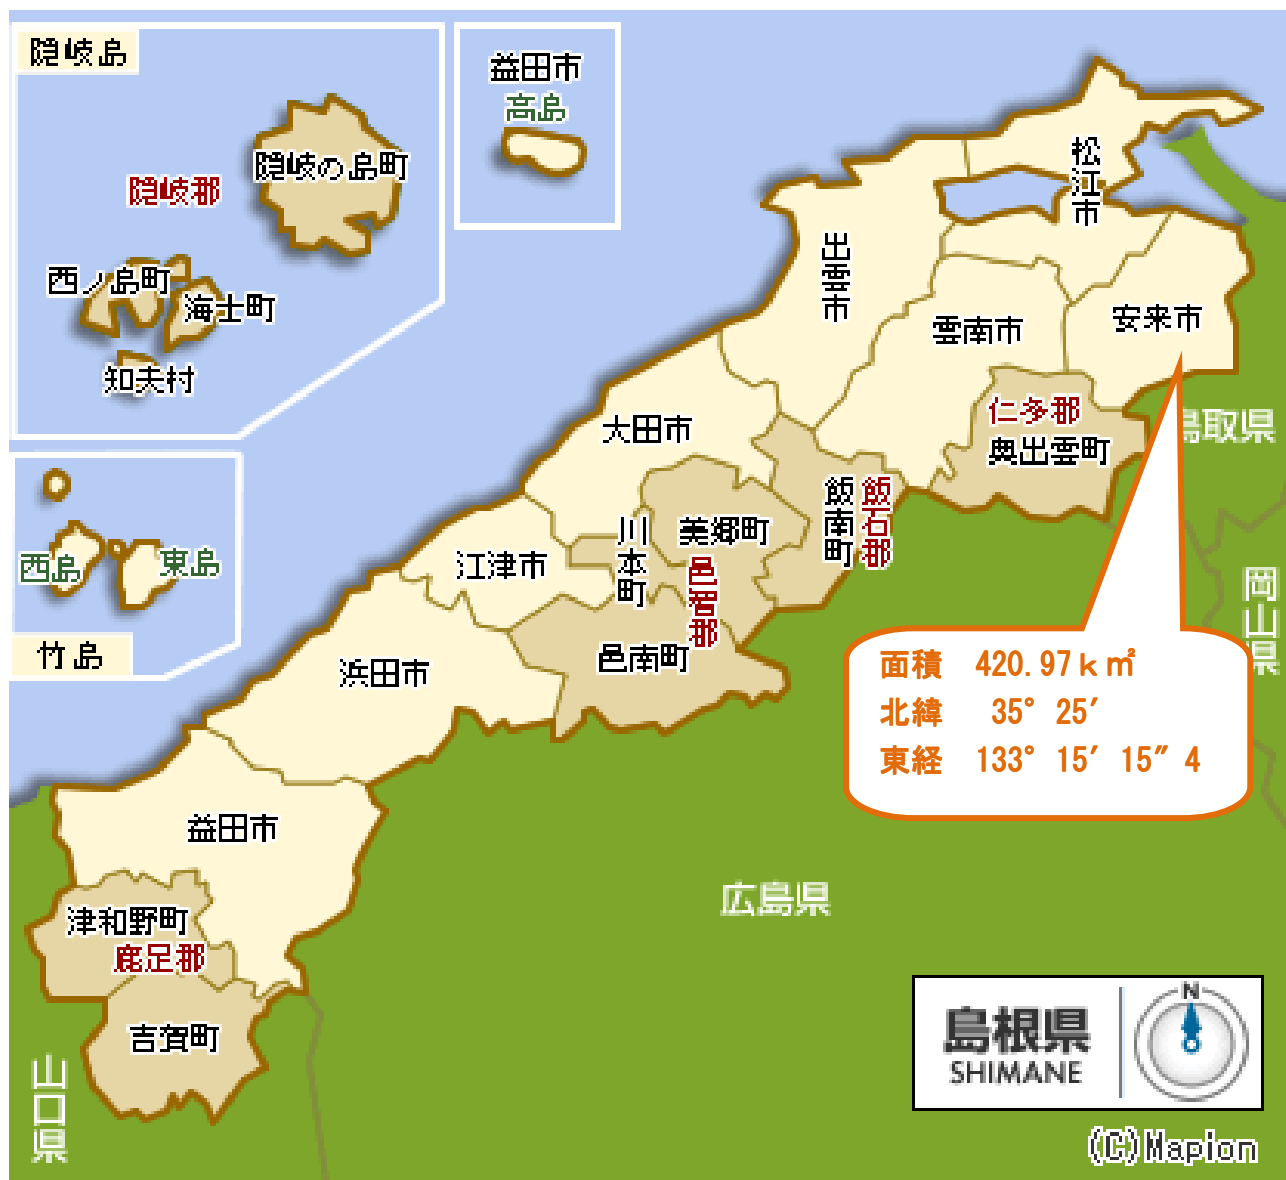 隠岐島
隠岐の島町
隠岐郡
西ノ島町
海士町
知夫村
益田市
高島
西島
東島
竹島
松江市
出雲市
安来市
雲南市
仁多郡
奥出雲町
鳥取県
大田市
飯南町
飯石郡
美郷町
川本町
邑智郡
江津市
邑南町
浜田市
岡山県
面積 420.97k㎡
北緯 35°25′
東経 133°15′15″4
益田市
広島県
津和野町
鹿足郡
吉賀町
山口県
島根県
SHIMANE
N
(C)Mapion